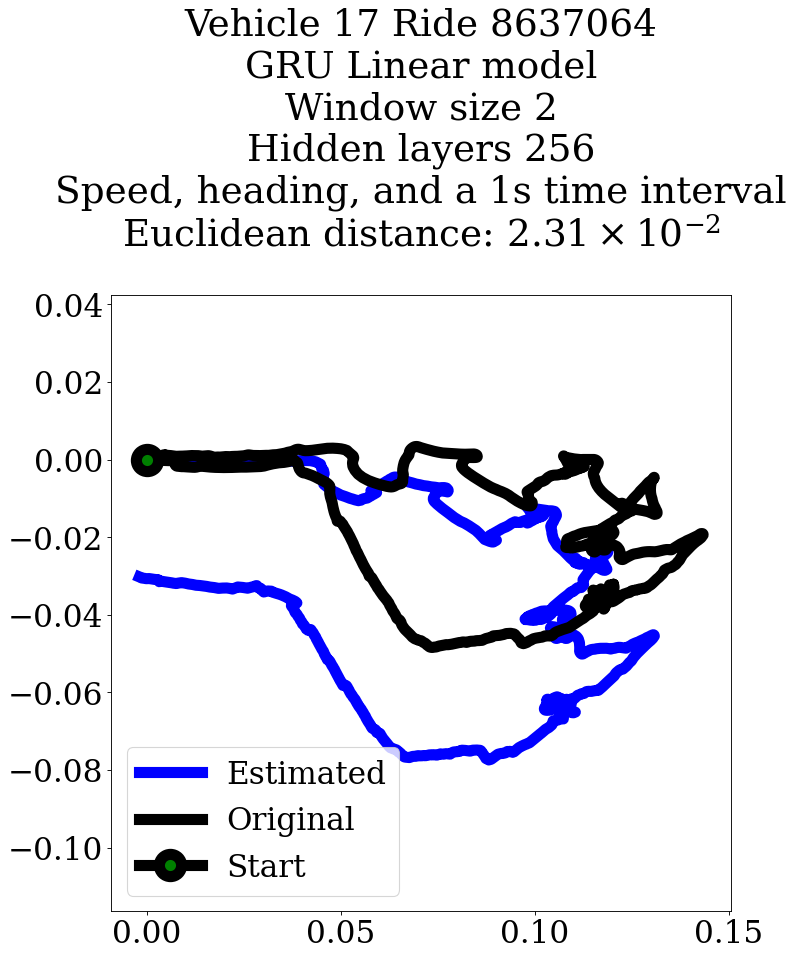 Vehicle 17 Ride 8637064
GRU Linear model
Window size 2
Hidden layers 256
Speed, heading, and a 1s time interval
Euclidean distance: 2.31 × 10⁻²
0.04
0.02
0.00
−0.02
−0.04
−0.06
−0.08
−0.10
Estimated
Original
Start
0.00 0.05 0.10 0.15